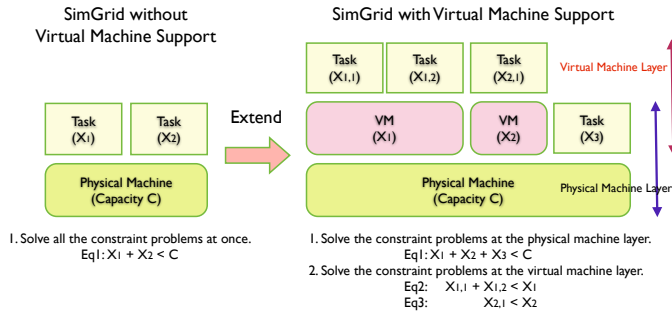 SimGrid without
Virtual Machine Support
Task
(X1)
Task
(X2)
Physical Machine
(Capacity C)
1. Solve all the constraint problems at once.
Eq1: X1 + X2 < C
Extend
SimGrid with Virtual Machine Support
Task
(X1,1)
Task
(X1,2)
Task
(X2,1)
Virtual Machine Layer
VM
(X1)
VM
(X2)
Task
(X3)
Physical Machine
(Capacity C)
Physical Machine Layer
1. Solve the constraint problems at the physical machine layer.
Eq1: X1 + X2 + X3 < C
2. Solve the constraint problems at the virtual machine layer.
Eq2: X1,1 + X1,2 < X1
Eq3: X2,1 < X2